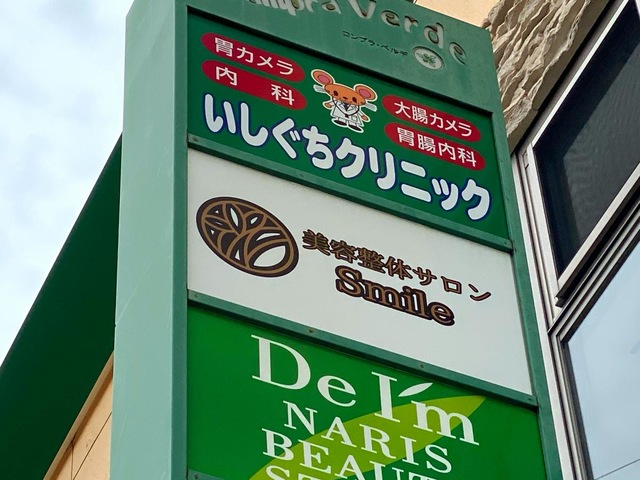 Verde
コンプラ・ベルデ
胃カメラ
内科
大腸カメラ
胃腸内科
いしぐちクリニック
美容整体サロン
Smile
De I'm
NARIS
BEAUT